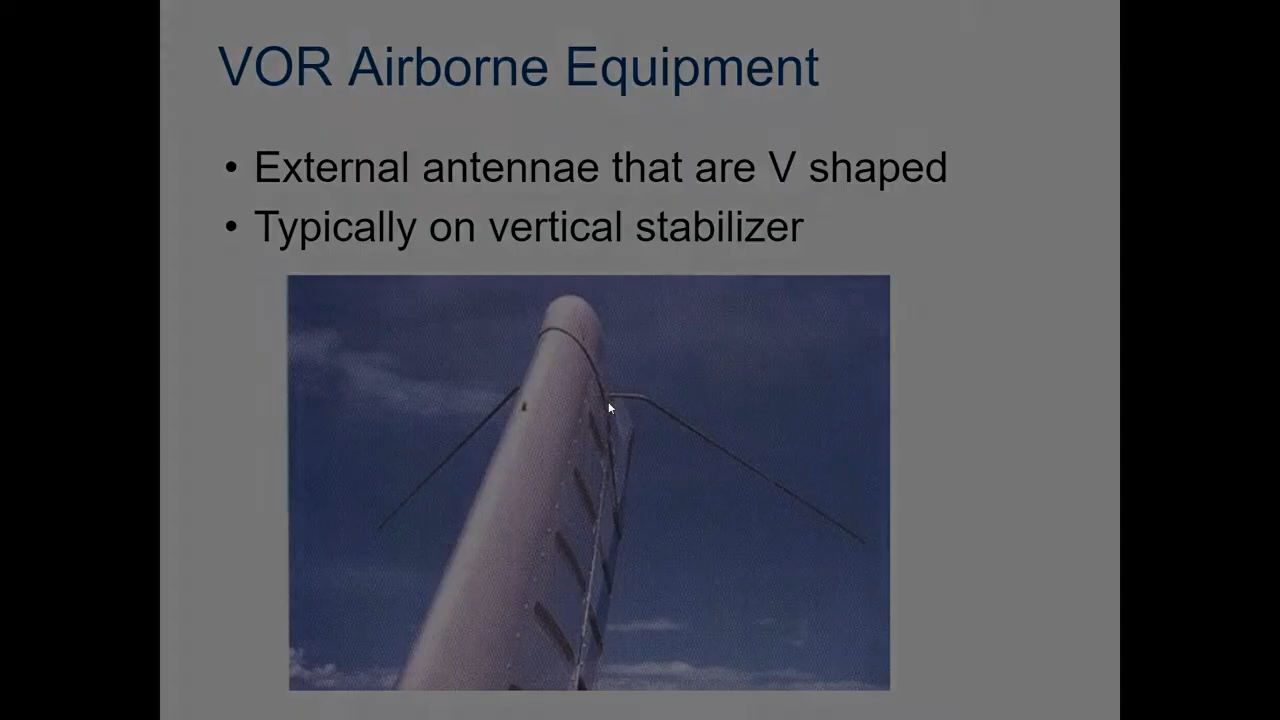 VOR Airborne Equipment
• External antennae that are V shaped
• Typically on vertical stabilizer